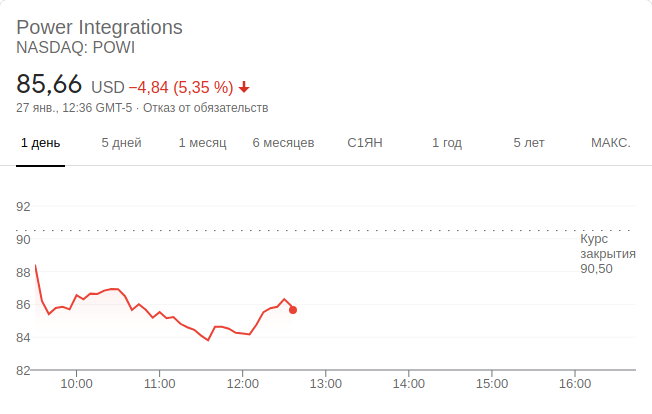 Power Integrations
NASDAQ: POWI
85,66 USD −4,84 (5,35 %)
27 янв., 12:36 GMT-5 · Отказ от обязательств
1 день 5 дней 1 месяц 6 месяцев С1ЯН 1 год 5 лет МАКС.
92
90
88
86
84
82
Курс
закрытия
90,50
10:00 11:00 12:00 13:00 14:00 15:00 16:00